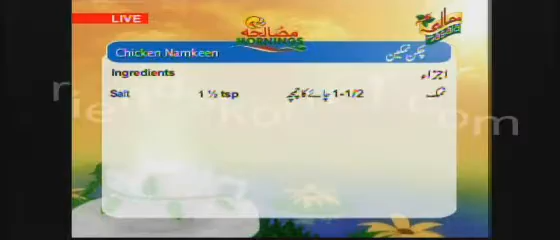 LIVE
مصالحہ
MORNINGS
Chicken Namkeen چکن نمکین
Ingredients اجزاء
Salt 1 ½ tsp 1-1/2 چائے کا چمچہ نمک